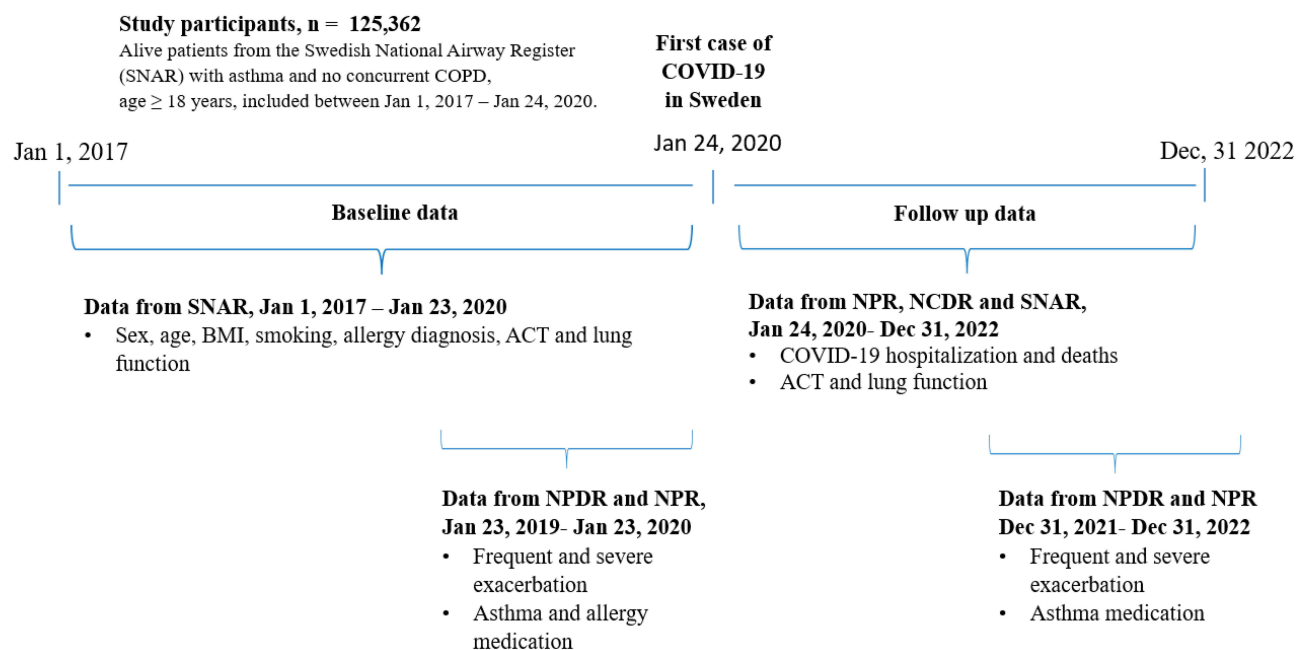 Study participants, n = 125,362
Alive patients from the Swedish National Airway Register
(SNAR) with asthma and no concurrent COPD,
age ≥ 18 years, included between Jan 1, 2017 – Jan 24, 2020.
First case of
COVID-19
in Sweden
Jan 1, 2017
Jan 24, 2020
Dec, 31 2022
Baseline data
Follow up data
Data from SNAR, Jan 1, 2017 – Jan 23, 2020
• Sex, age, BMI, smoking, allergy diagnosis, ACT and lung
function
Data from NPR, NCDR and SNAR,
Jan 24, 2020- Dec 31, 2022
• COVID-19 hospitalization and deaths
• ACT and lung function
Data from NPDR and NPR,
Jan 23, 2019- Jan 23, 2020
• Frequent and severe
exacerbation
• Asthma and allergy
medication
Data from NPDR and NPR
Dec 31, 2021- Dec 31, 2022
• Frequent and severe
exacerbation
• Asthma medication